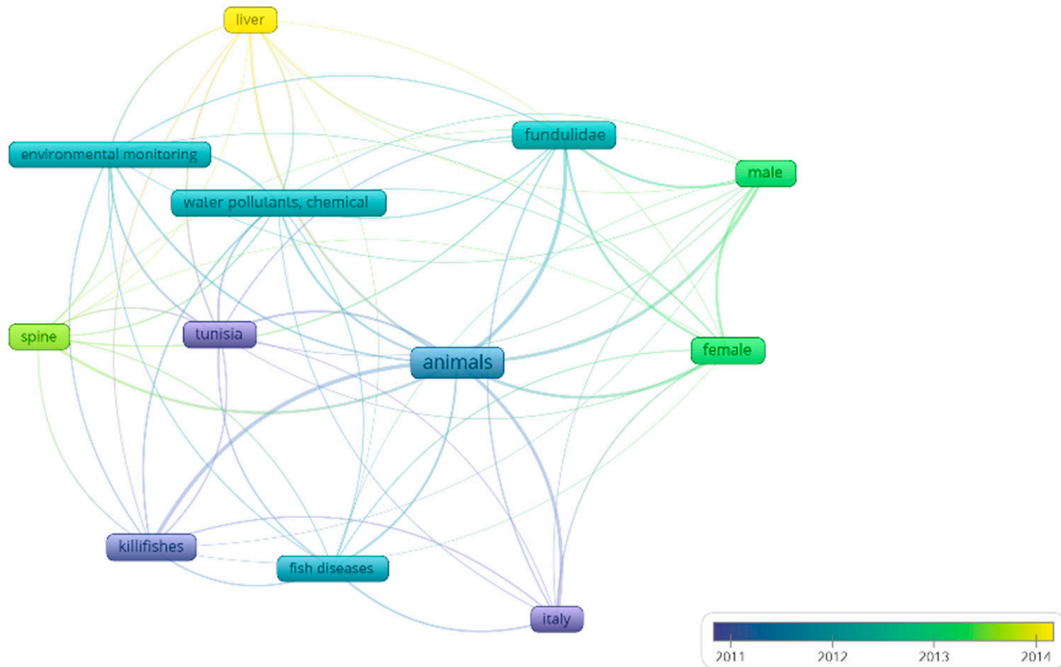 liver
fundulidae
environmental monitoring
male
water pollutants, chemical
spine
tunisia
animals
female
killifishes
fish diseases
italy
2011 2012 2013 2014